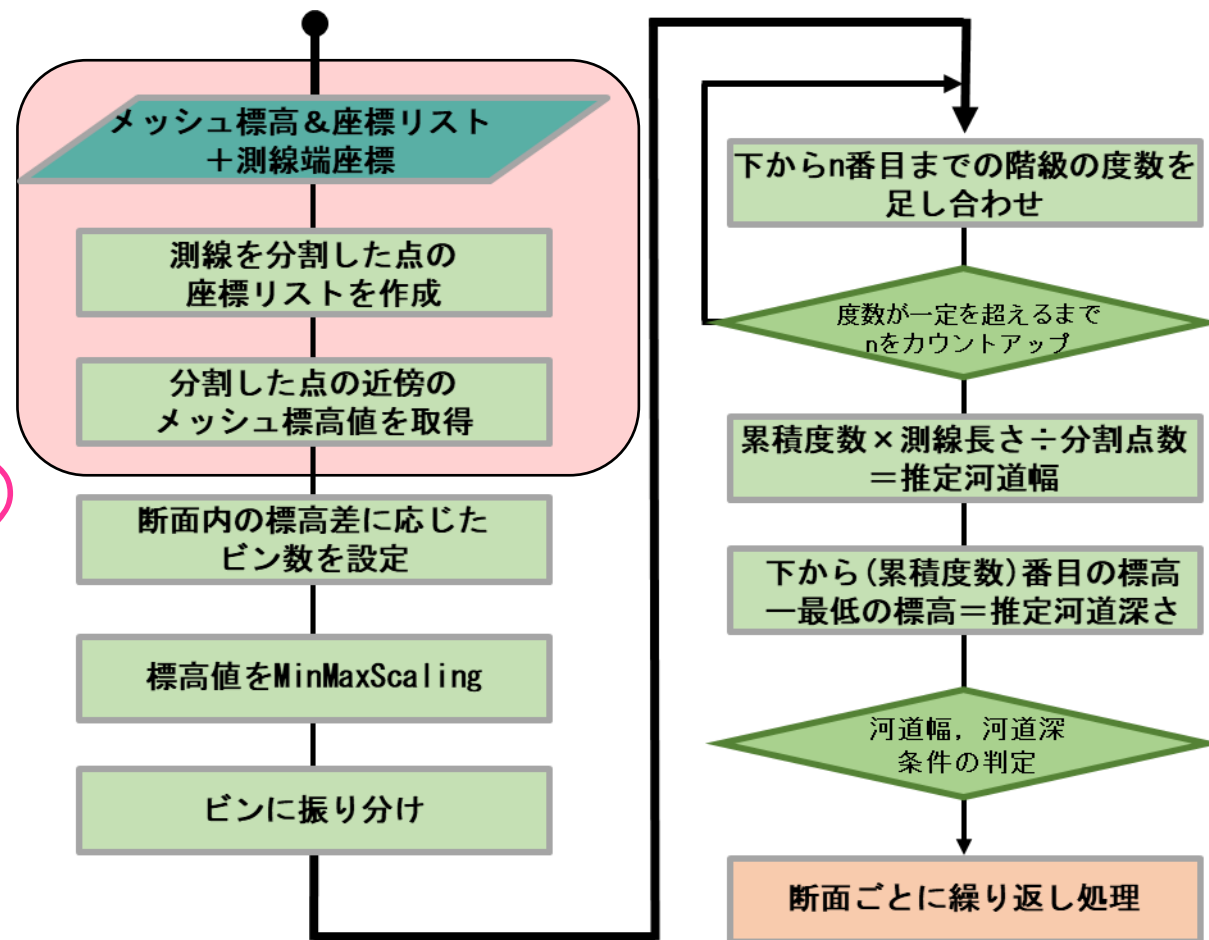 メッシュ標高&座標リスト
+測線端座標
測線を分割した点の
座標リストを作成
分割した点の近傍の
メッシュ標高値を取得
断面内の標高差に応じた
ビン数を設定
標高値をMinMaxScaling
ビンに振り分け
下からn番目までの階級の度数を
足し合わせ
度数が一定を超えるまで
nをカウントアップ
累積度数×測線長さ÷分割点数
=推定河道幅
下から(累積度数)番目の標高
―最低の標高=推定河道深さ
河道幅,河道深
条件の判定
断面ごとに繰り返し処理